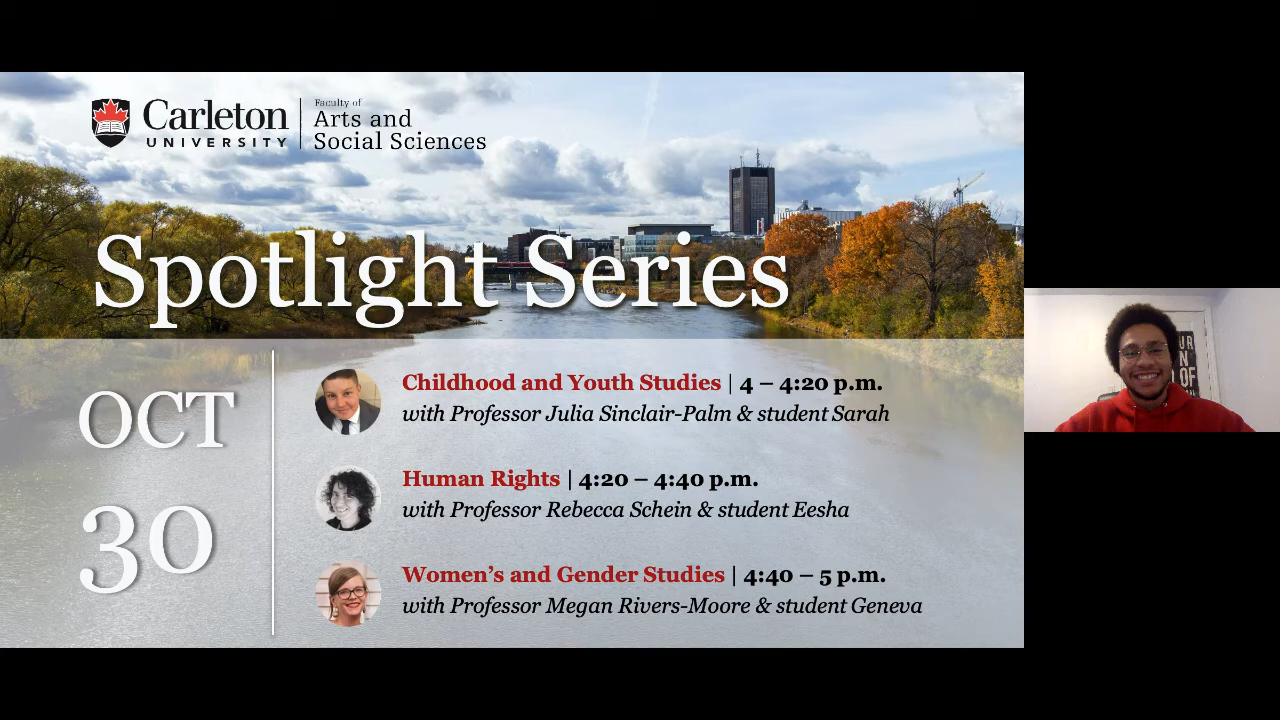 Carleton
UNIVERSITY
Faculty of
Arts and
Social Sciences
Spotlight Series
OCT
30
Childhood and Youth Studies | 4 – 4:20 p.m.
with Professor Julia Sinclair-Palm & student Sarah
Human Rights | 4:20 – 4:40 p.m.
with Professor Rebecca Schein & student Eesha
Women's and Gender Studies | 4:40 – 5 p.m.
with Professor Megan Rivers-Moore & student Geneva
OF